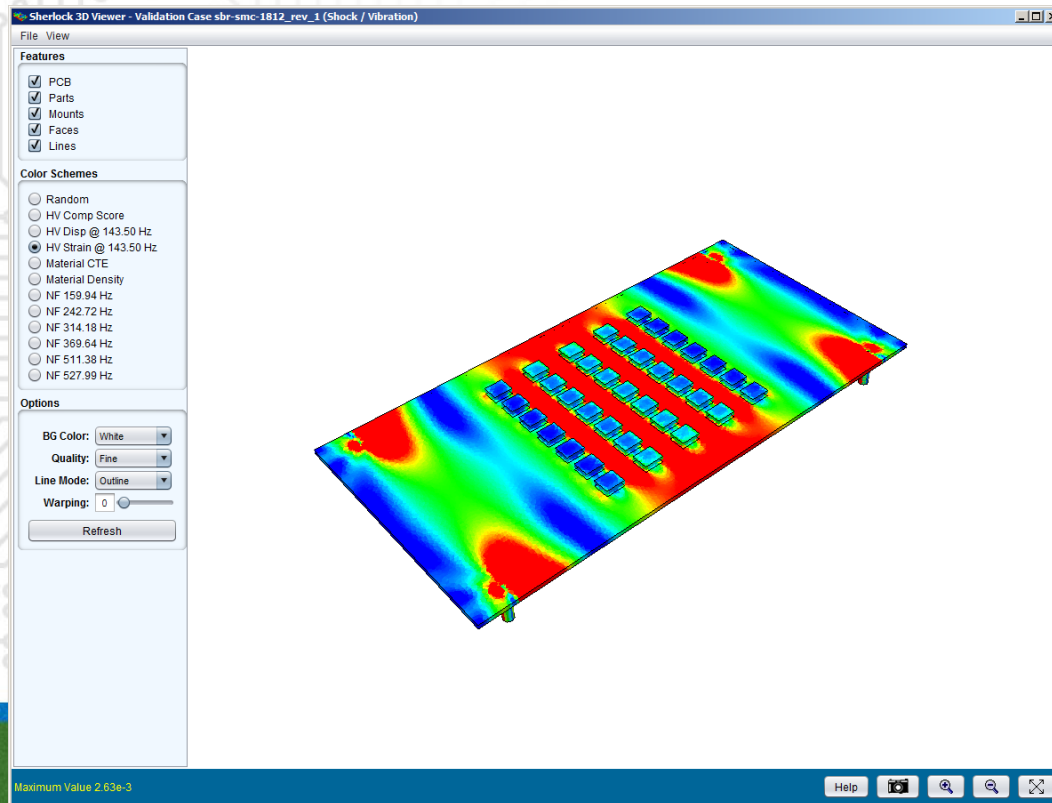 Sherlock 3D Viewer - Validation Case sbr-smc-1812_rev_1 (Shock / Vibration)
File View
Features
PCB
Parts
Mounts
Faces
Lines
Color Schemes
Random
HV Comp Score
HV Disp @ 143.50 Hz
HV Strain @ 143.50 Hz
Material CTE
Material Density
NF 159.94 Hz
NF 242.72 Hz
NF 314.18 Hz
NF 369.64 Hz
NF 511.38 Hz
NF 527.99 Hz
Options
BG Color: White
Quality: Fine
Line Mode: Outline
Warping: 0
Refresh
Maximum Value 2.63e-3
Help